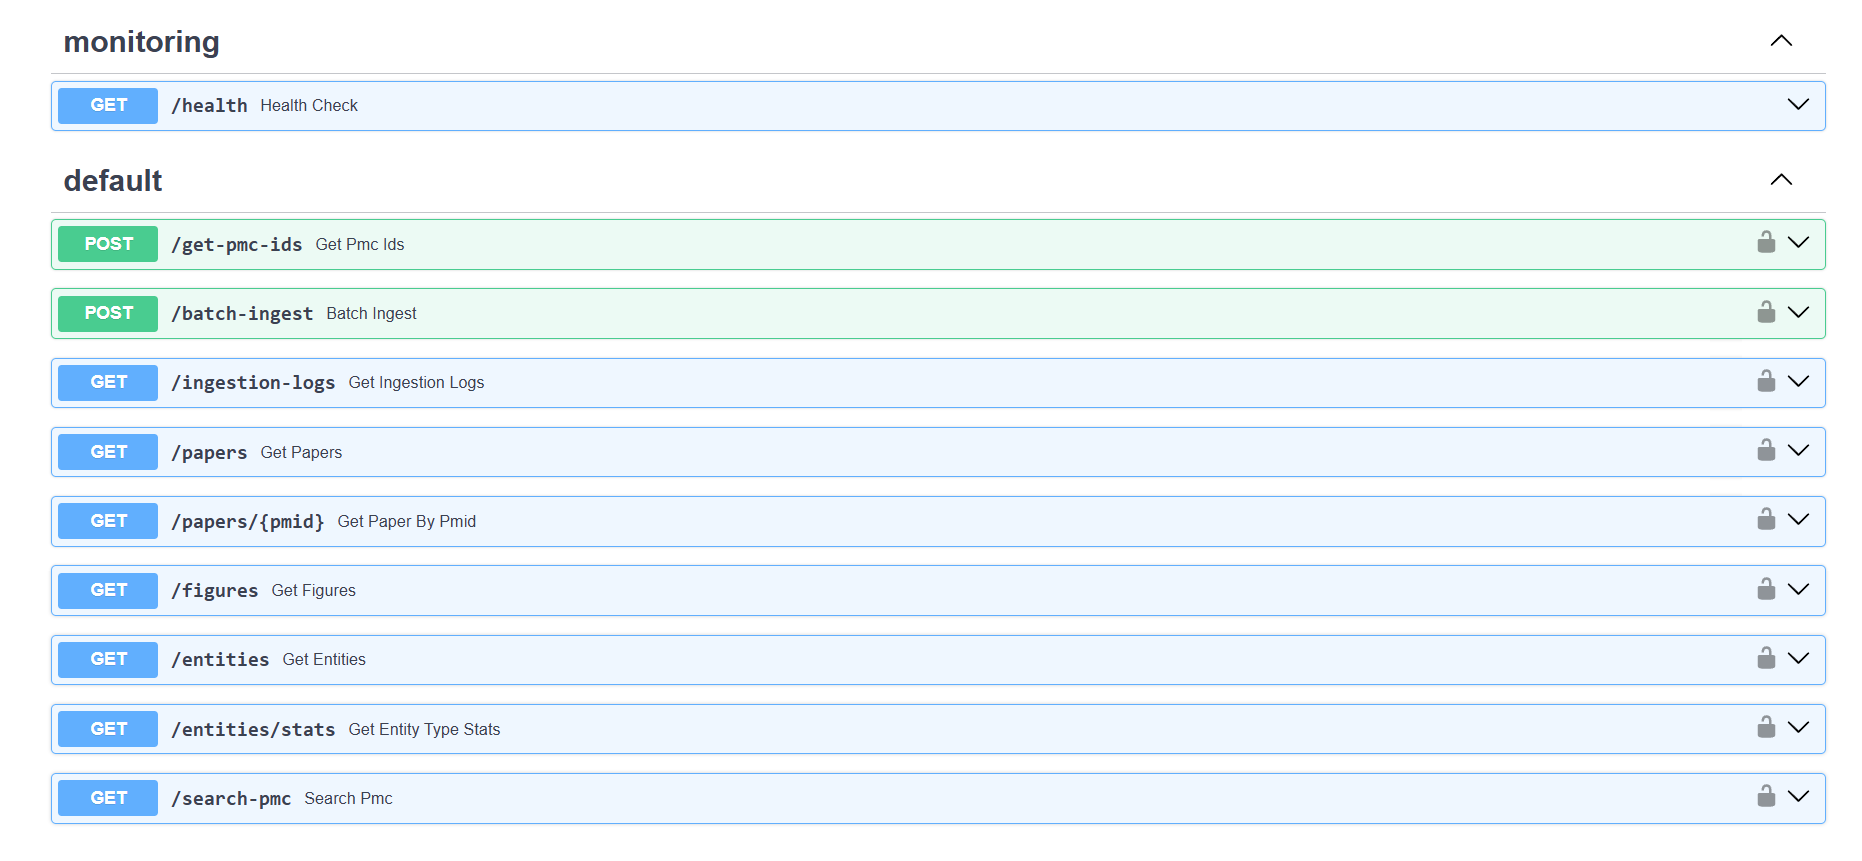 monitoring
GET /health Health Check
default
POST /get-pmc-ids Get Pmc Ids
POST /batch-ingest Batch Ingest
GET /ingestion-logs Get Ingestion Logs
GET /papers Get Papers
GET /papers/{pmid} Get Paper By Pmid
GET /figures Get Figures
GET /entities Get Entities
GET /entities/stats Get Entity Type Stats
GET /search-pmc Search Pmc